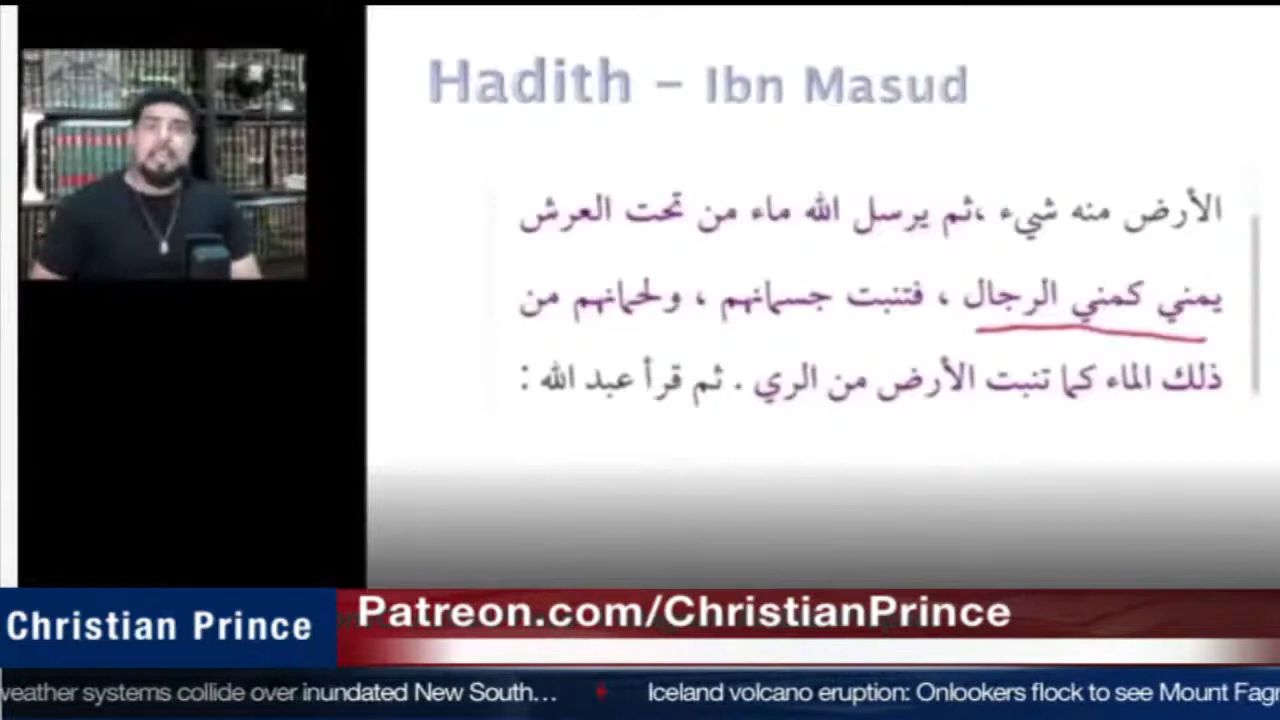 Hadith – Ibn Masud
الأرض منه شيء ،ثم يرسل الله ماء من تحت العرش
يمني كمني الرجال ، فتنبت جسمانهم ، ولحمانهم من
ذلك الماء كما تنبت الأرض من الري . ثم قرأ عبد الله :
Patreon.com/ChristianPrince
Christian Prince
weather systems collide over inundated New South... Iceland volcano eruption: Onlookers flock to see Mount Fagr